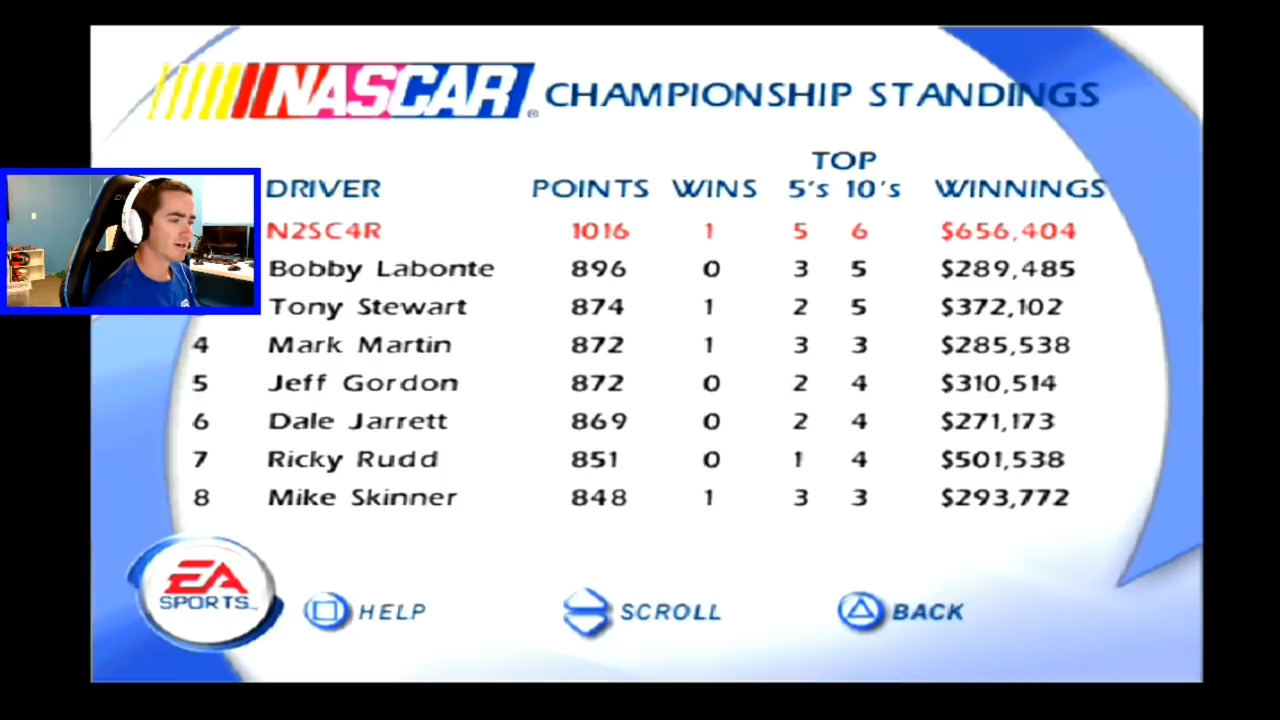 NASCAR® CHAMPIONSHIP STANDINGS
TOP
DRIVER POINTS WINS 5's 10's WINNINGS
N2SC4R 1016 1 5 6 $656,404
Bobby Labonte 896 0 3 5 $289,485
Tony Stewart 874 1 2 5 $372,102
4 Mark Martin 872 1 3 3 $285,538
5 Jeff Gordon 872 0 2 4 $310,514
6 Dale Jarrett 869 0 2 4 $271,173
7 Ricky Rudd 851 0 1 4 $501,538
8 Mike Skinner 848 1 3 3 $293,772
EA
SPORTS™
HELP SCROLL BACK